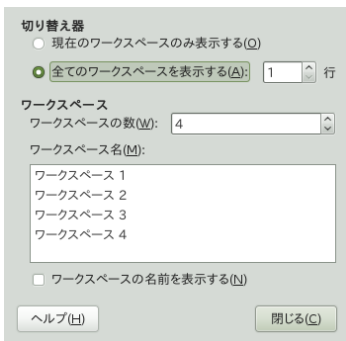 切り替え器
現在のワークスペースのみ表示する(O)
全てのワークスペースを表示する(A): 1 行
ワークスペース
ワークスペースの数(W): 4
ワークスペース名(M):
ワークスペース 1
ワークスペース 2
ワークスペース 3
ワークスペース 4
ワークスペースの名前を表示する(N)
ヘルプ(H) 閉じる(C)